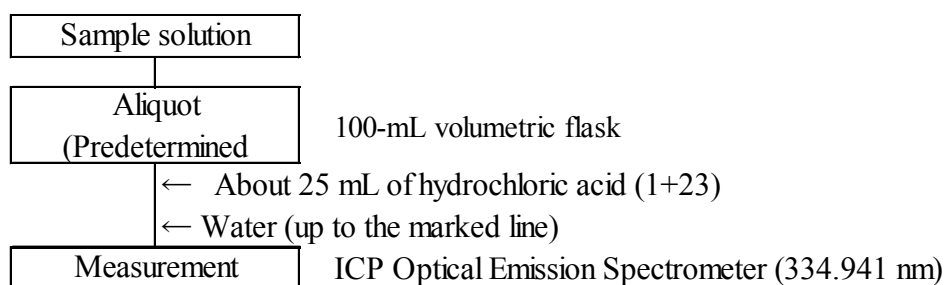 Sample solution
Aliquot
(Predetermined
100-mL volumetric flask
← About 25 mL of hydrochloric acid (1+23)
← Water (up to the marked line)
Measurement
ICP Optical Emission Spectrometer (334.941 nm)